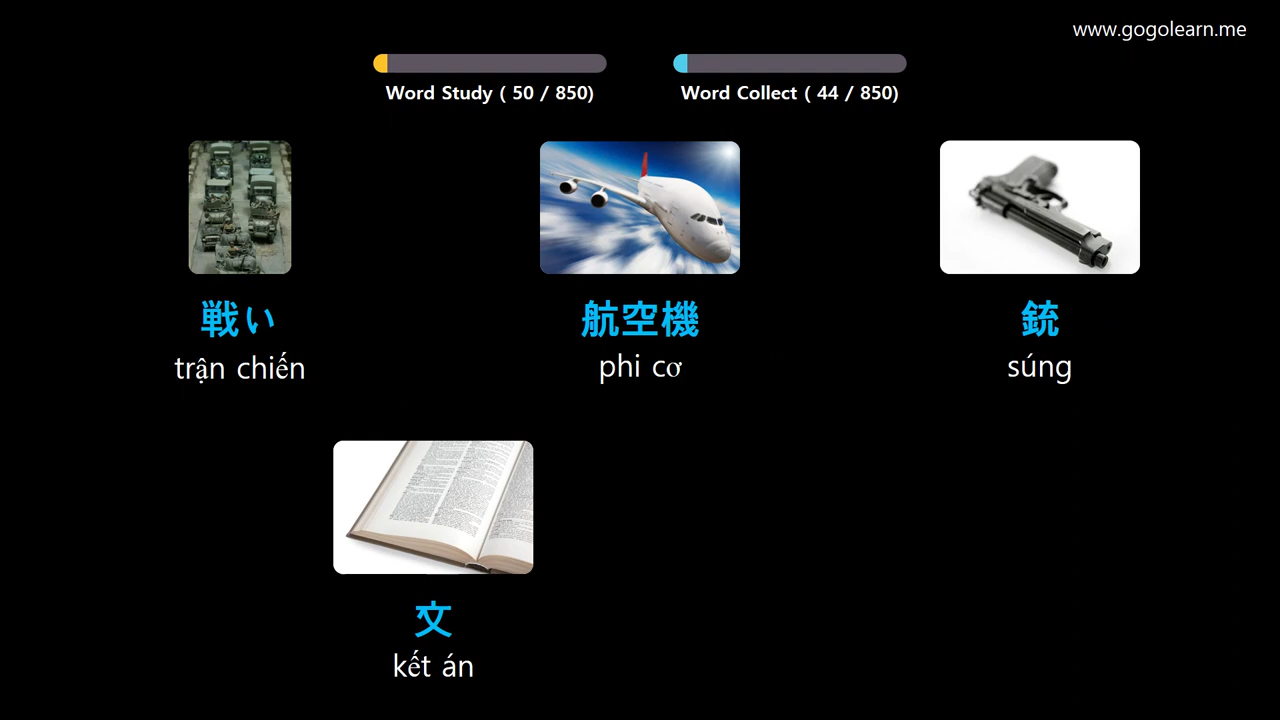 www.gogolearn.me
Word Study ( 50 / 850)
Word Collect ( 44 / 850)
戦い
航空機
銃
trận chiến
phi cơ
súng
文
kết án